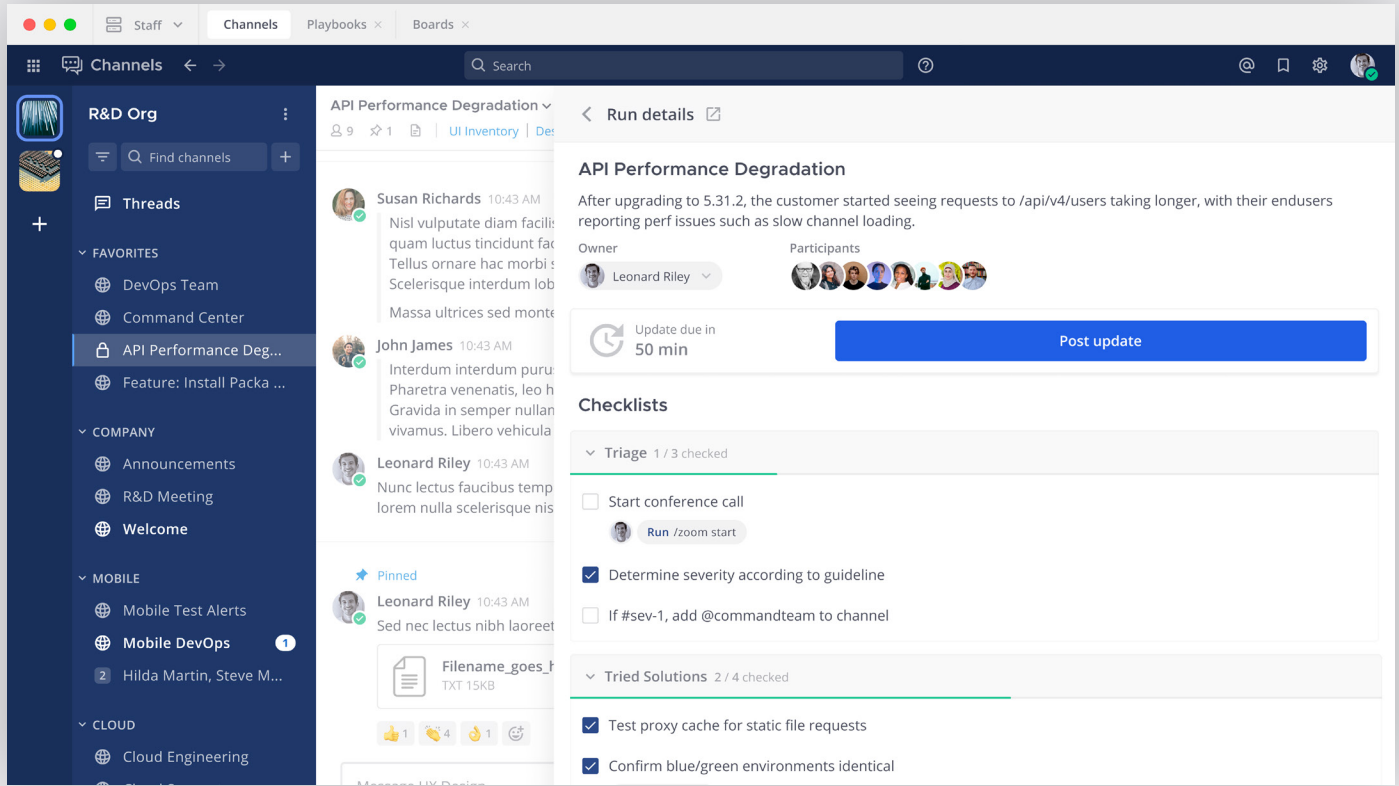 Staff
Channels
Playbooks
Boards
Channels
Search
R&D Org
Find channels
Threads
FAVORITES
DevOps Team
Command Center
API Performance Deg...
Feature: Install Packa ...
COMPANY
Announcements
R&D Meeting
Welcome
MOBILE
Mobile Test Alerts
Mobile DevOps 1
2 Hilda Martin, Steve M...
CLOUD
Cloud Engineering
API Performance Degradation
9 1 UI Inventory
Susan Richards 10:43 AM
Nisl vulputate diam
quam luctus tincidunt
Tellus ornare hac morbi
Scelerisque interdum
Massa ultrices sed
John James 10:43 AM
Interdum interdum
Pharetra venenatis, leo
Gravida in semper
vivamus. Libero vehicula
Leonard Riley 10:43 AM
Nunc lectus faucibus
lorem nulla scelerisque
Pinned
Leonard Riley 10:43 AM
Sed nec lectus nibh laoreet
Filename_goes_
TXT 15KB
1 4 1
Run details
API Performance Degradation
After upgrading to 5.31.2, the customer started seeing requests to /api/v4/users taking longer, with their endusers
reporting perf issues such as slow channel loading.
Owner
Participants
Leonard Riley
Update due in
50 min
Post update
Checklists
Triage 1 / 3 checked
Start conference call
Run /zoom start
Determine severity according to guideline
If #sev-1, add @commandteam to channel
Tried Solutions 2 / 4 checked
Test proxy cache for static file requests
Confirm blue/green environments identical